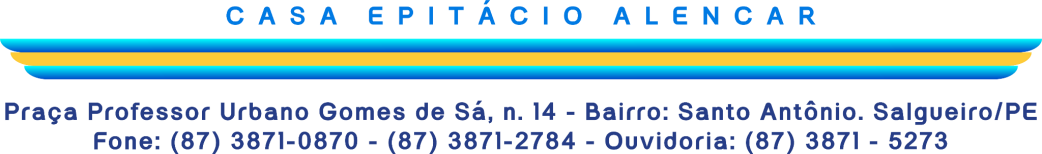 CASA EPITÁCIO ALENCAR
Praça Professor Urbano Gomes de Sá, n. 14 - Bairro: Santo Antônio. Salgueiro/PE
Fone: (87) 3871-0870 - (87) 3871-2784 - Ouvidoria: (87) 3871 - 5273